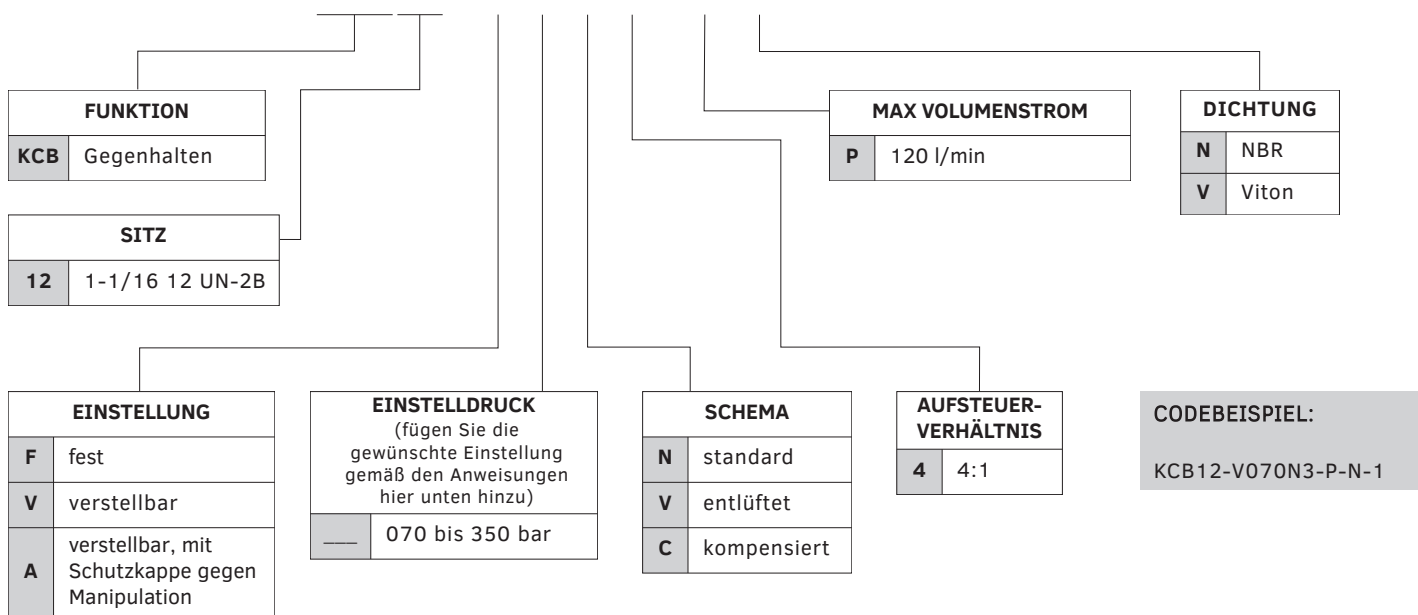 FUNKTION
KCB Gegenhalten
MAX VOLUMENSTROM
P 120 l/min
DICHTUNG
N NBR
V Viton
SITZ
12 1-1/16 12 UN-2B
EINSTELLUNG
F fest
V verstellbar
A verstellbar, mit
Schutzkappe gegen
Manipulation
EINSTELLDRUCK
(fügen Sie die
gewünschte Einstellung
gemäß den Anweisungen
hier unten hinzu)
___ 070 bis 350 bar
SCHEMA
N standard
V entlüftet
C kompensiert
AUFSTEUER-
VERHÄLTNIS
4 4:1
CODEBEISPIEL:
KCB12-V070N3-P-N-1